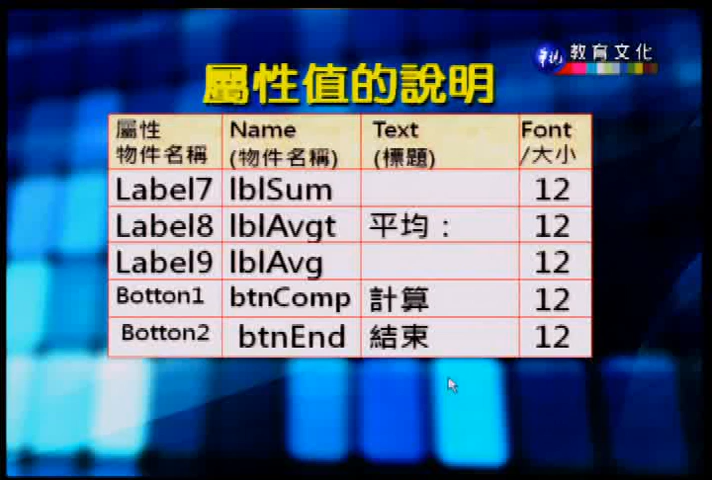 華視 教育文化
屬性值的說明
屬性 Name Text Font
物件名稱 (物件名稱) (標題) /大小
Label7 lblSum 12
Label8 lblAvgt 平均： 12
Label9 lblAvg 12
Botton1 btnComp 計算 12
Botton2 btnEnd 結束 12